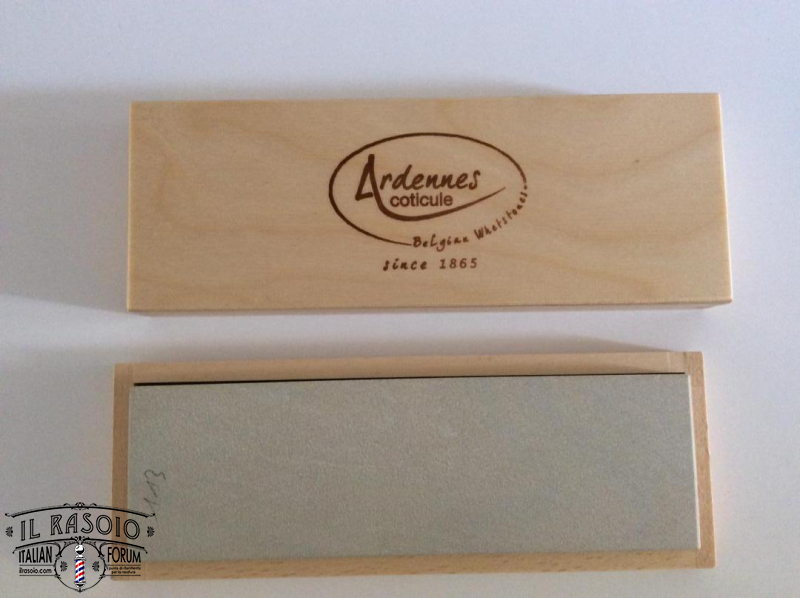 Ardennes
coticule
Belgian Whetstones
since 1865
113
IL RASOIO
ITALIAN FORUM
ilrasoio.com